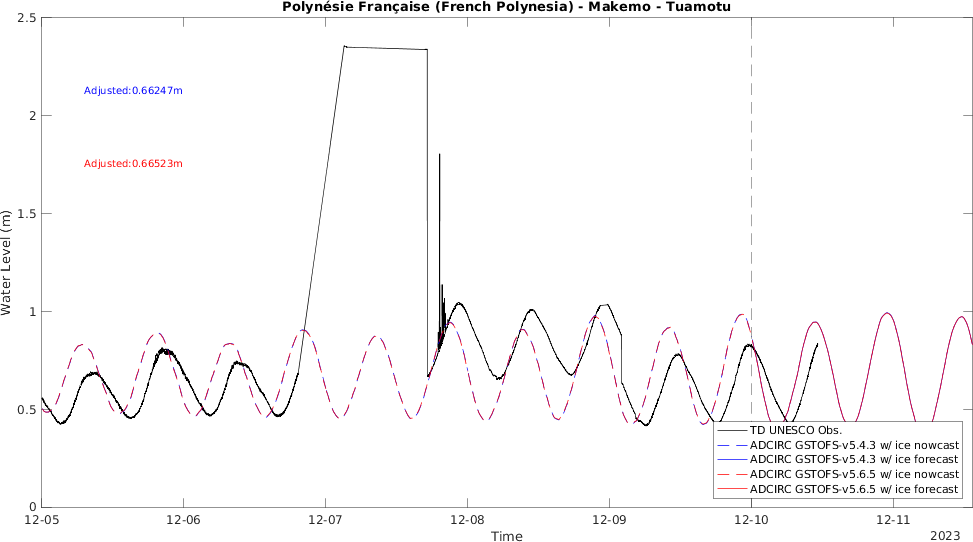 Polynésie Française (French Polynesia) - Makemo - Tuamotu
2.5
2
1.5
1
0.5
0
Water Level (m)
Adjusted:0.66247m
Adjusted:0.66523m
TD UNESCO Obs.
ADCIRC GSTOFS-v5.4.3 w/ ice nowcast
ADCIRC GSTOFS-v5.4.3 w/ ice forecast
ADCIRC GSTOFS-v5.6.5 w/ ice nowcast
ADCIRC GSTOFS-v5.6.5 w/ ice forecast
12-05 12-06 12-07 12-08 12-09 12-10 12-11
Time
2023